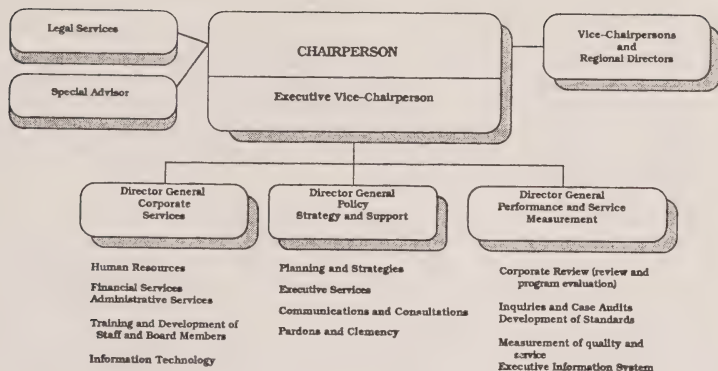 Legal Services
Special Advisor
CHAIRPERSON
Executive Vice-Chairperson
Vice-Chairpersons
and
Regional Directors
Director General
Corporate
Services
Human Resources
Financial Services
Administrative Services
Training and Development of
Staff and Board Members
Information Technology
Director General
Policy
Strategy and Support
Planning and Strategies
Executive Services
Communications and Consultations
Pardons and Clemency
Director General
Performance and Service
Measurement
Corporate Review (review and
program evaluation)
Inquiries and Case Audits
Development of Standards
Measurement of quality and
service
Executive Information System